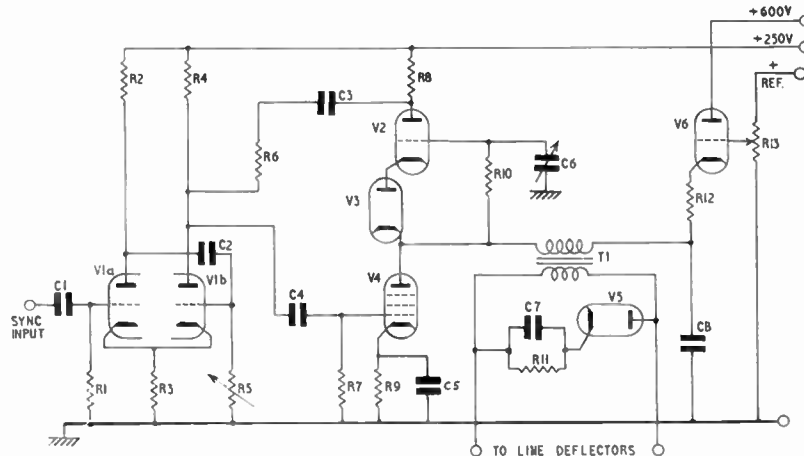 +600V
+250V
+
REF.
R2
R4
R8
C3
V2
V6
R13
R6
R10
C6
R12
V3
V1a
C2
V1b
T1
C1
V4
C4
C7
V5
C8
SYNC
INPUT
R11
R1
R3
R5
R7
R9
C5
TO LINE DEFLECTORS